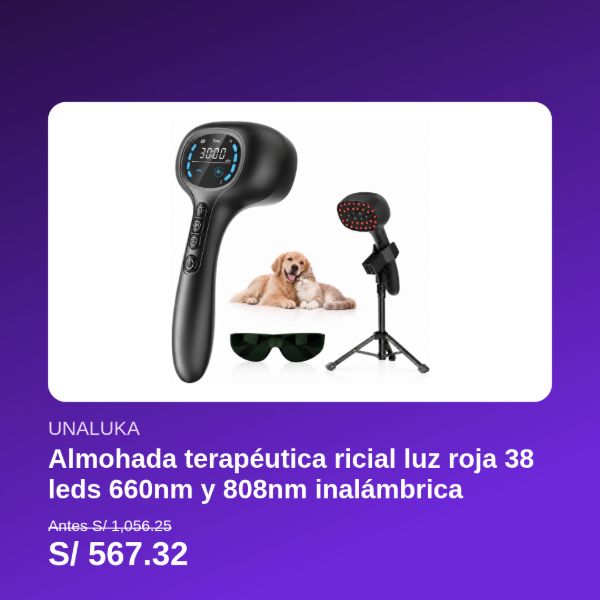 30:00
UNALUKA
Almohada terapéutica ricial luz roja 38
leds 660nm y 808nm inalámbrica
Antes S/ 1,056.25
S/ 567.32